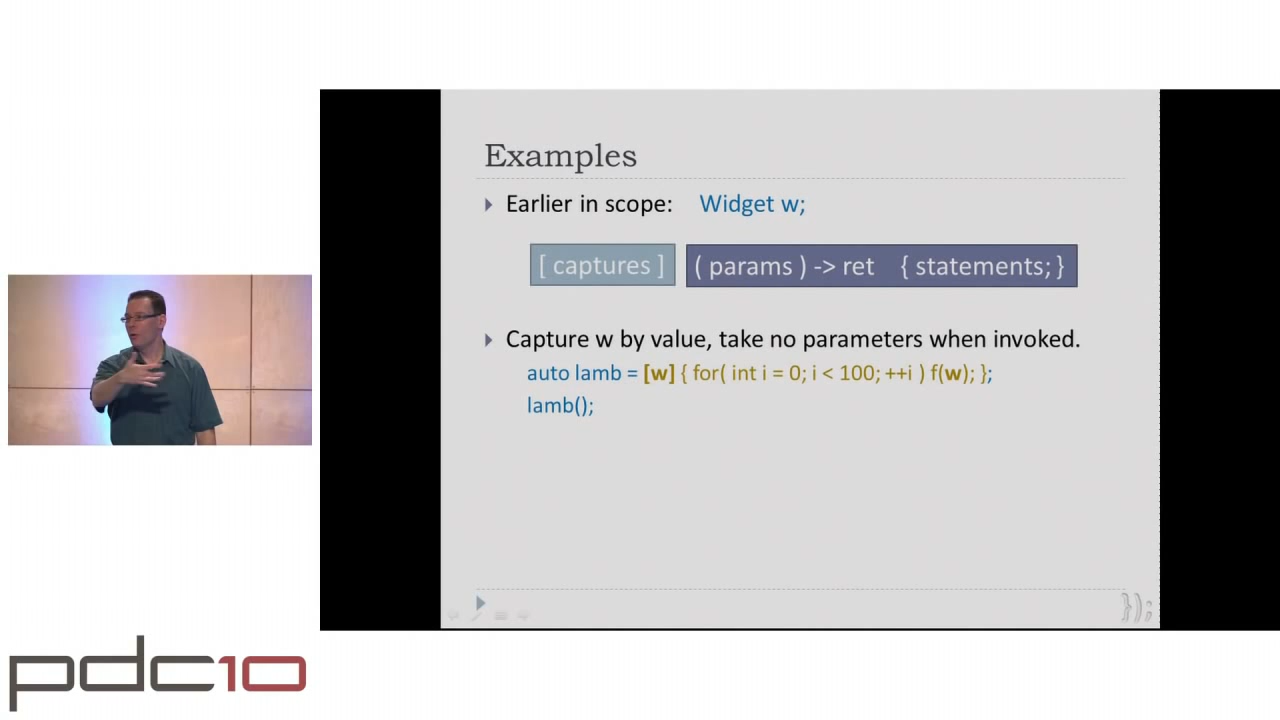 Examples
Earlier in scope: Widget w;
[ captures ] ( params ) -> ret { statements; }
Capture w by value, take no parameters when invoked.
auto lamb = [w] { for( int i = 0; i < 100; ++i ) f(w); };
lamb();
});
pdc10